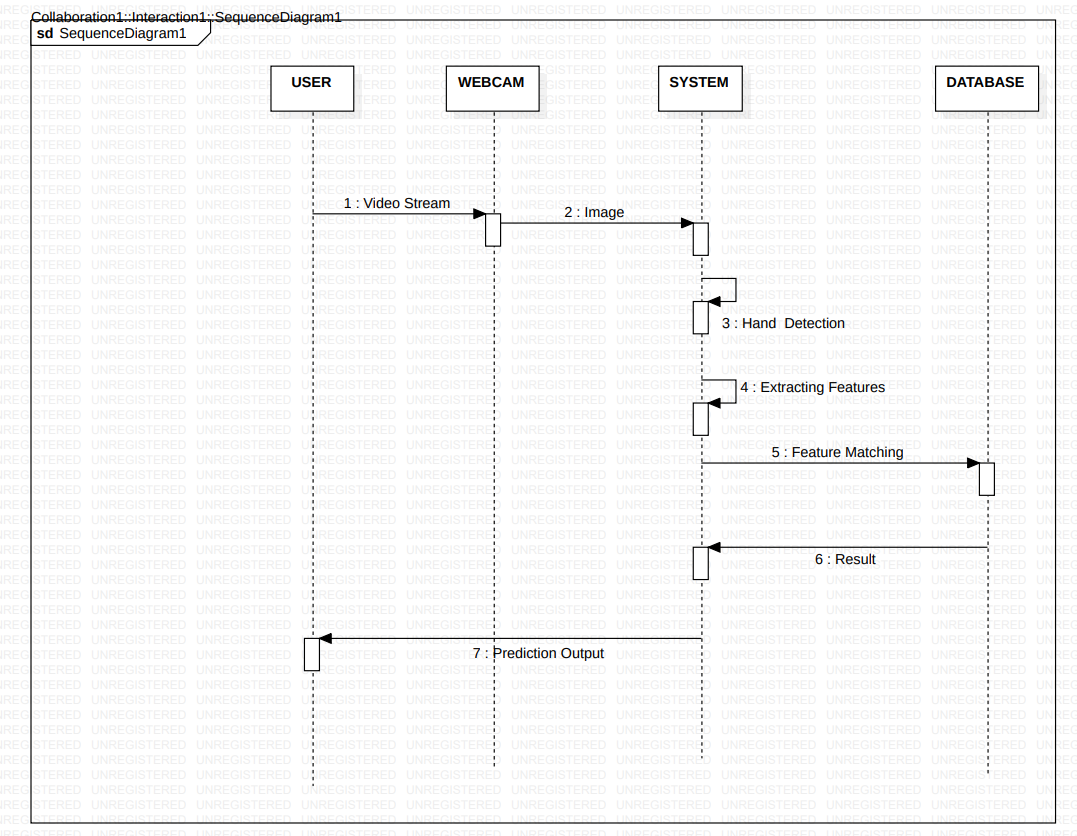 Collaboration1::Interaction1::SequenceDiagram1
sd SequenceDiagram1
USER
WEBCAM
SYSTEM
DATABASE
1 : Video Stream
2 : Image
3 : Hand  Detection
4 : Extracting Features
5 : Feature Matching
6 : Result
7 : Prediction Output
UNREGISTERED